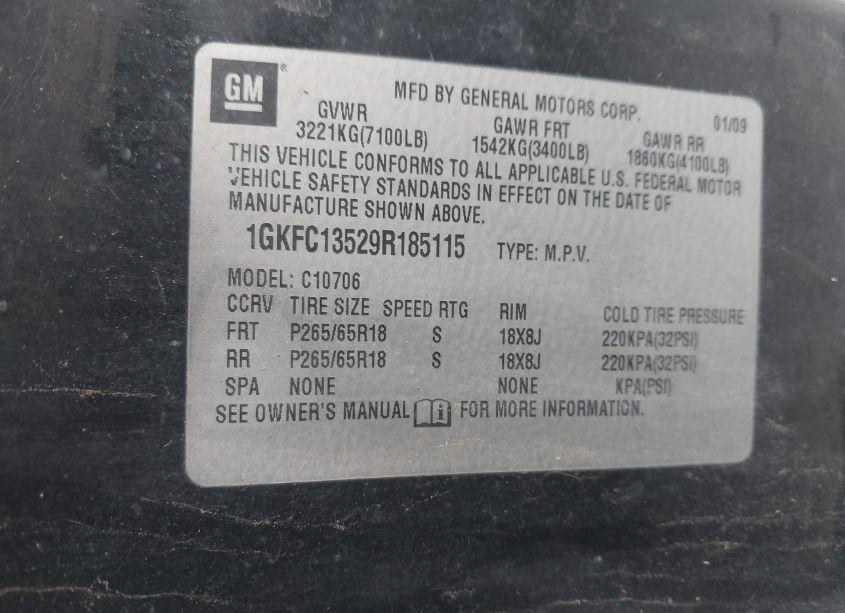 GM®
MFD BY GENERAL MOTORS CORP. 01/09
GVWR GAWR FRT GAWR RR
3221KG(7100LB) 1542KG(3400LB) 1860KG(4100LB)
THIS VEHICLE CONFORMS TO ALL APPLICABLE U.S. FEDERAL MOTOR
VEHICLE SAFETY STANDARDS IN EFFECT ON THE DATE OF
MANUFACTURE SHOWN ABOVE.
1GKFC13529R185115 TYPE: M.P.V.
MODEL: C10706
CCRV TIRE SIZE SPEED RTG RIM COLD TIRE PRESSURE
FRT P265/65R18 S 18X8J 220KPA(32PSI)
RR P265/65R18 S 18X8J 220KPA(32PSI)
SPA NONE NONE KPA(PSI)
SEE OWNER'S MANUAL FOR MORE INFORMATION.